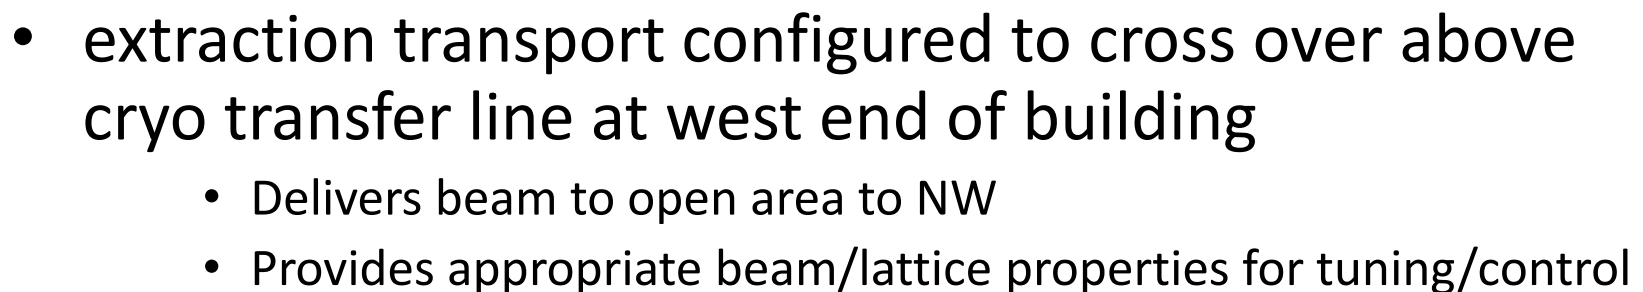 • extraction transport configured to cross over above
cryo transfer line at west end of building
• Delivers beam to open area to NW
• Provides appropriate beam/lattice properties for tuning/control